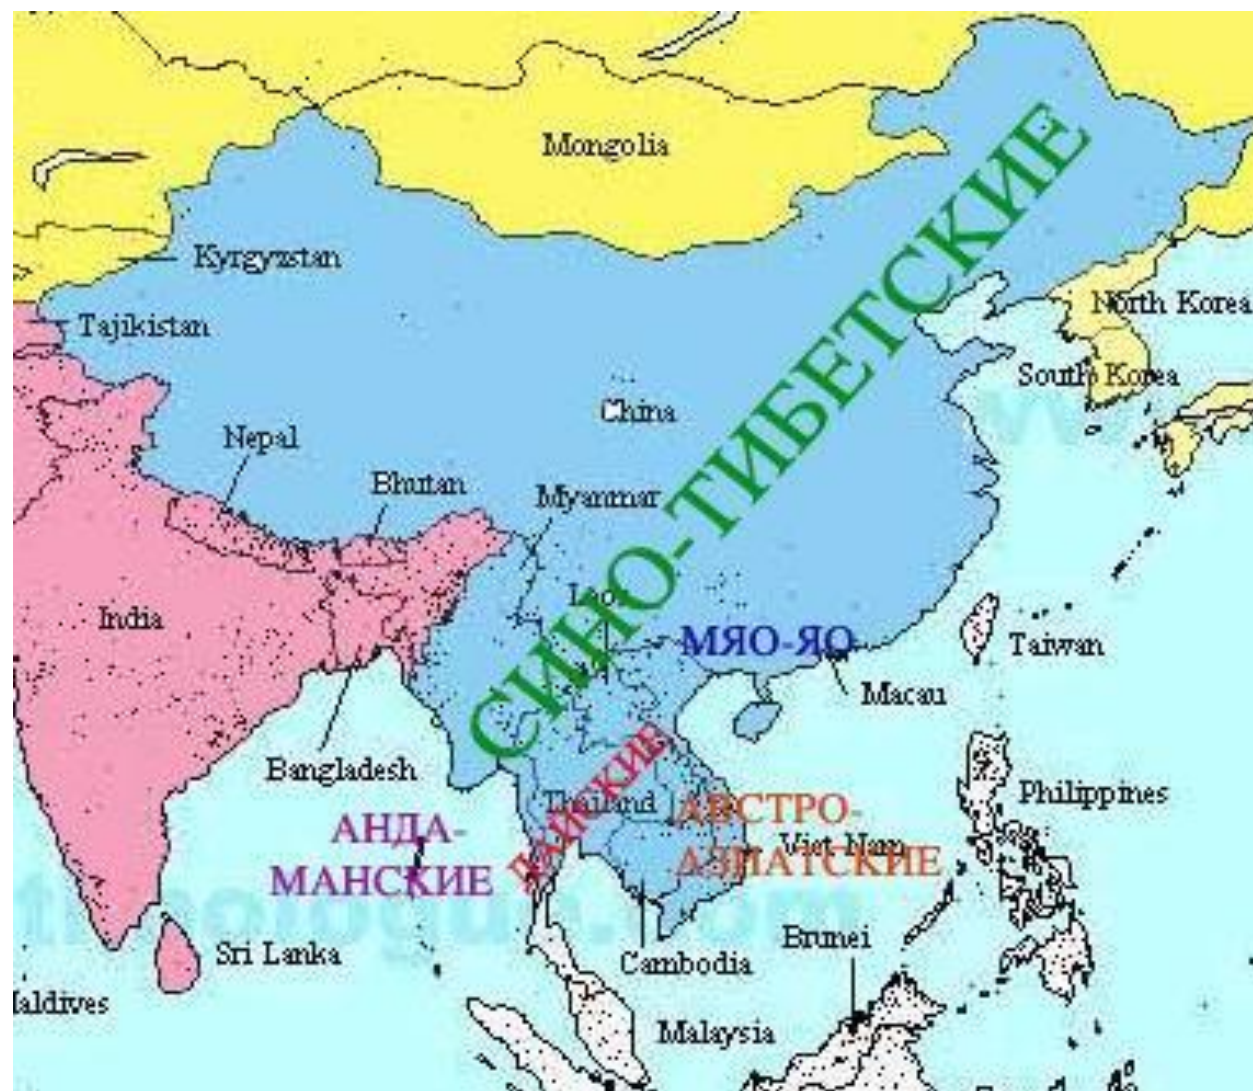 Mongolia
Kyrgyzstan
Tajikistan
North Korea
South Korea
China
СИНО-ТИБЕТСКИЕ
Nepal
Bhutan
Myanmar
India
Laos
МЯО-ЯО
Taiwan
Macau
Bangladesh
ДАЙСКИЕ
Thailand
АВСТРО-
АЗИАТСКИЕ
Viet Nam
Philippines
АНДА-
МАНСКИЕ
Sri Lanka
Cambodia
Brunei
aldives
Malaysia